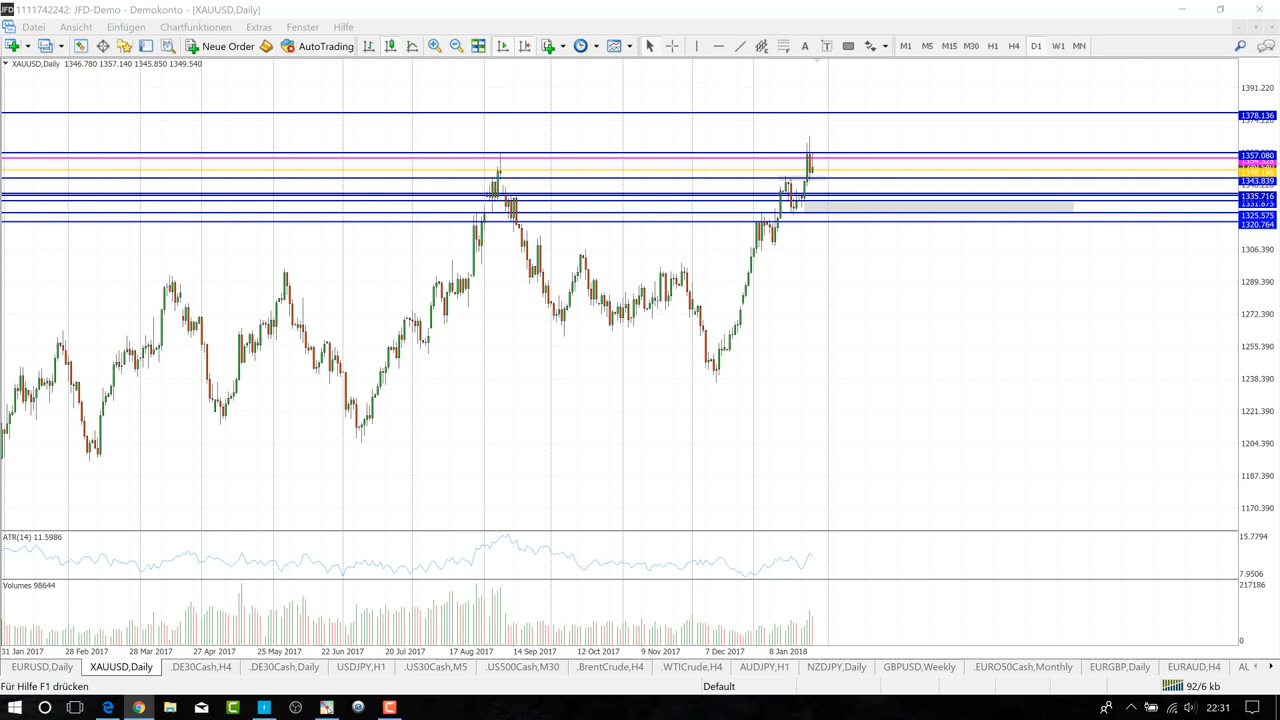 JFD 1111742242: JFD-Demo - Demokonto - [XAUUSD,Daily]
Datei Ansicht Einfügen Chartfunktionen Extras Fenster Hilfe
Neue Order AutoTrading A T M1 M5 M15 M30 H1 H4 D1 W1 MN
XAUUSD,Daily 1346.780 1357.140 1345.850 1349.540
1391.220
1378.136
1357.080
1343.839
1335.716
1325.575
1320.764
1306.390
1289.390
1272.390
1255.390
1238.390
1221.390
1204.390
1187.390
1170.390
ATR(14) 11.5986
15.7794
7.9506
Volumes 98644
217186
0
31 Jan 2017 28 Feb 2017 28 Mar 2017 27 Apr 2017 25 May 2017 22 Jun 2017 20 Jul 2017 17 Aug 2017 14 Sep 2017 12 Oct 2017 9 Nov 2017 7 Dec 2017 8 Jan 2018
EURUSD,Daily XAUUSD,Daily .DE30Cash,H4 .DE30Cash,Daily USDJPY,H1 .US30Cash,M5 .US500Cash,M30 .BrentCrude,H4 .WTICrude,H4 AUDJPY,H1 NZDJPY,Daily GBPUSD,Weekly .EURO50Cash,Monthly EURGBP,Daily EURAUD,H4 AU
Für Hilfe F1 drücken Default 92/6 kb
22:31